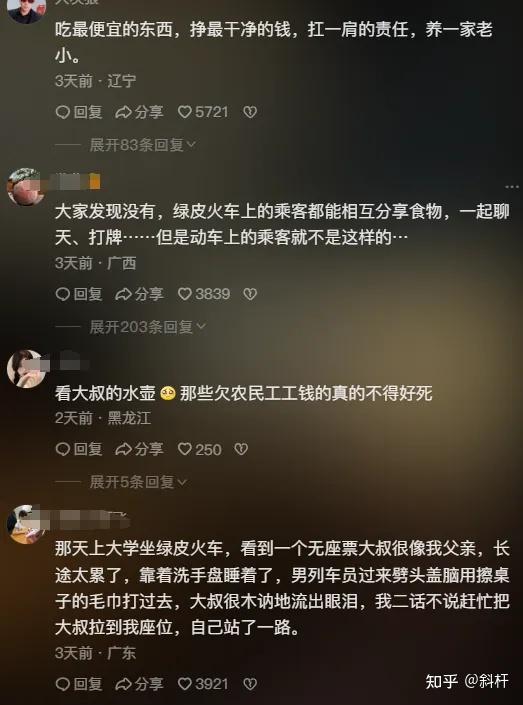 吃最便宜的东西，挣最干净的钱，扛一肩的责任，养一家老
小。
3天前·辽宁
回复 分享 5721
展开83条回复
大家发现没有，绿皮火车上的乘客都能相互分享食物，一起聊
天、打牌……但是动车上的乘客就不是这样的…
3天前·广西
回复 分享 3839
展开203条回复
看大叔的水壶🥺那些欠农民工工钱的真的不得好死
2天前·黑龙江
回复 分享 250
展开5条回复
那天上大学坐绿皮火车，看到一个无座票大叔很像我父亲，长
途太累了，靠着洗手盘睡着了，男列车员过来劈头盖脑用擦桌
子的毛巾打过去，大叔很木讷地流出眼泪，我二话不说赶忙把
大叔拉到我座位，自己站了一路。
3天前·广东
回复 分享 3921
知乎 @斜杆